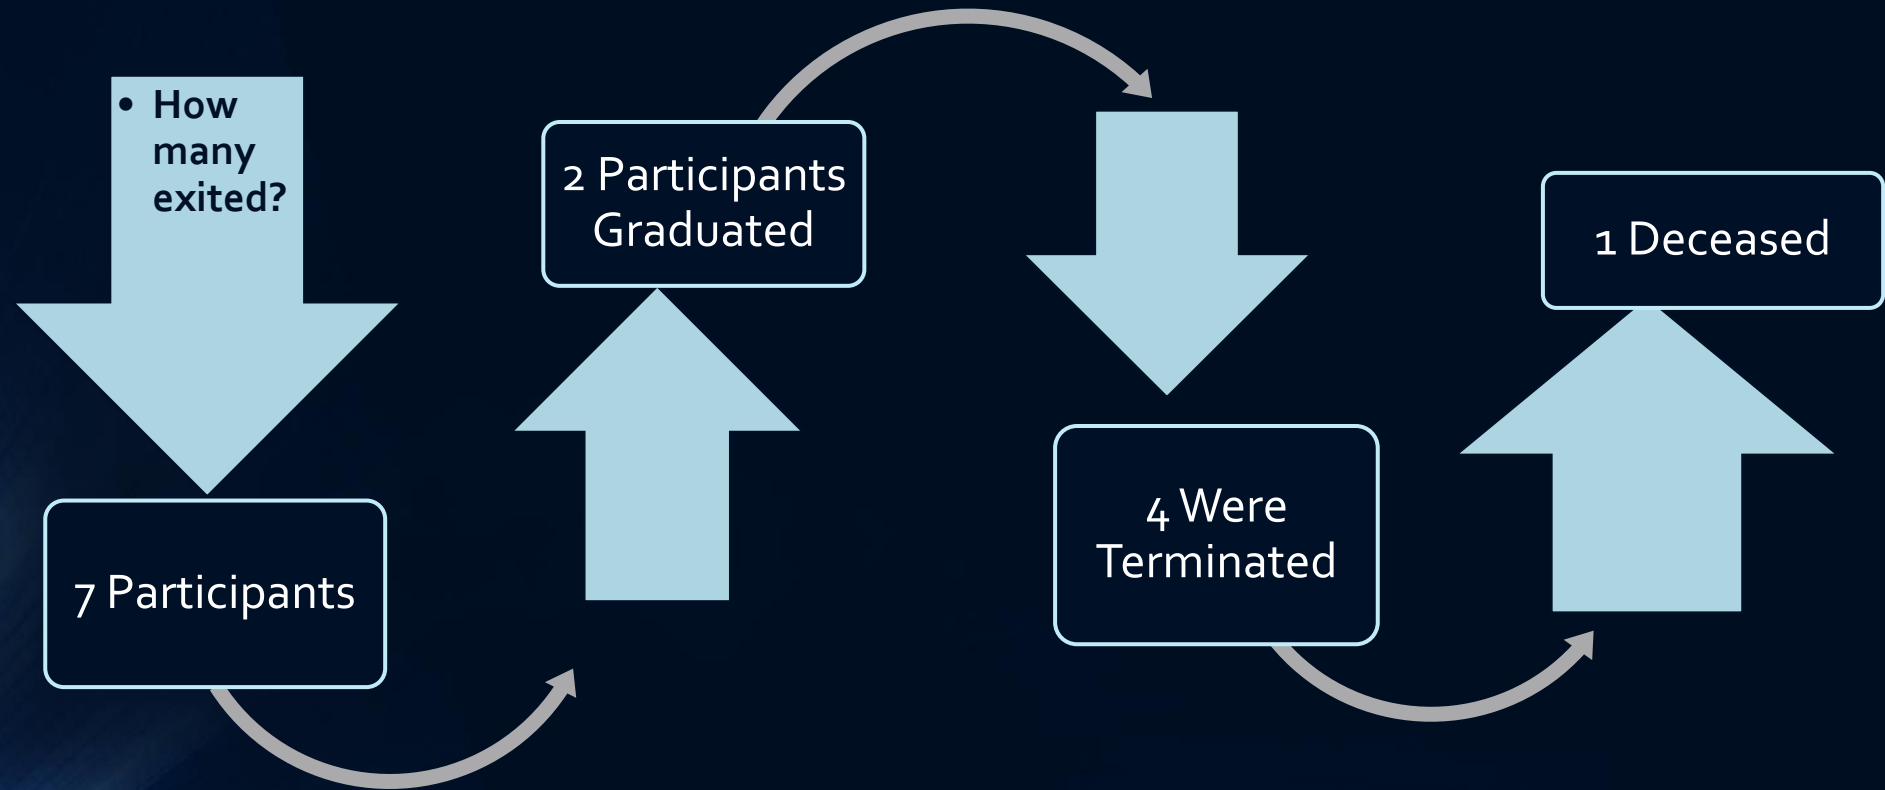 • How
many
exited?
7 Participants
2 Participants
Graduated
4 Were
Terminated
1 Deceased